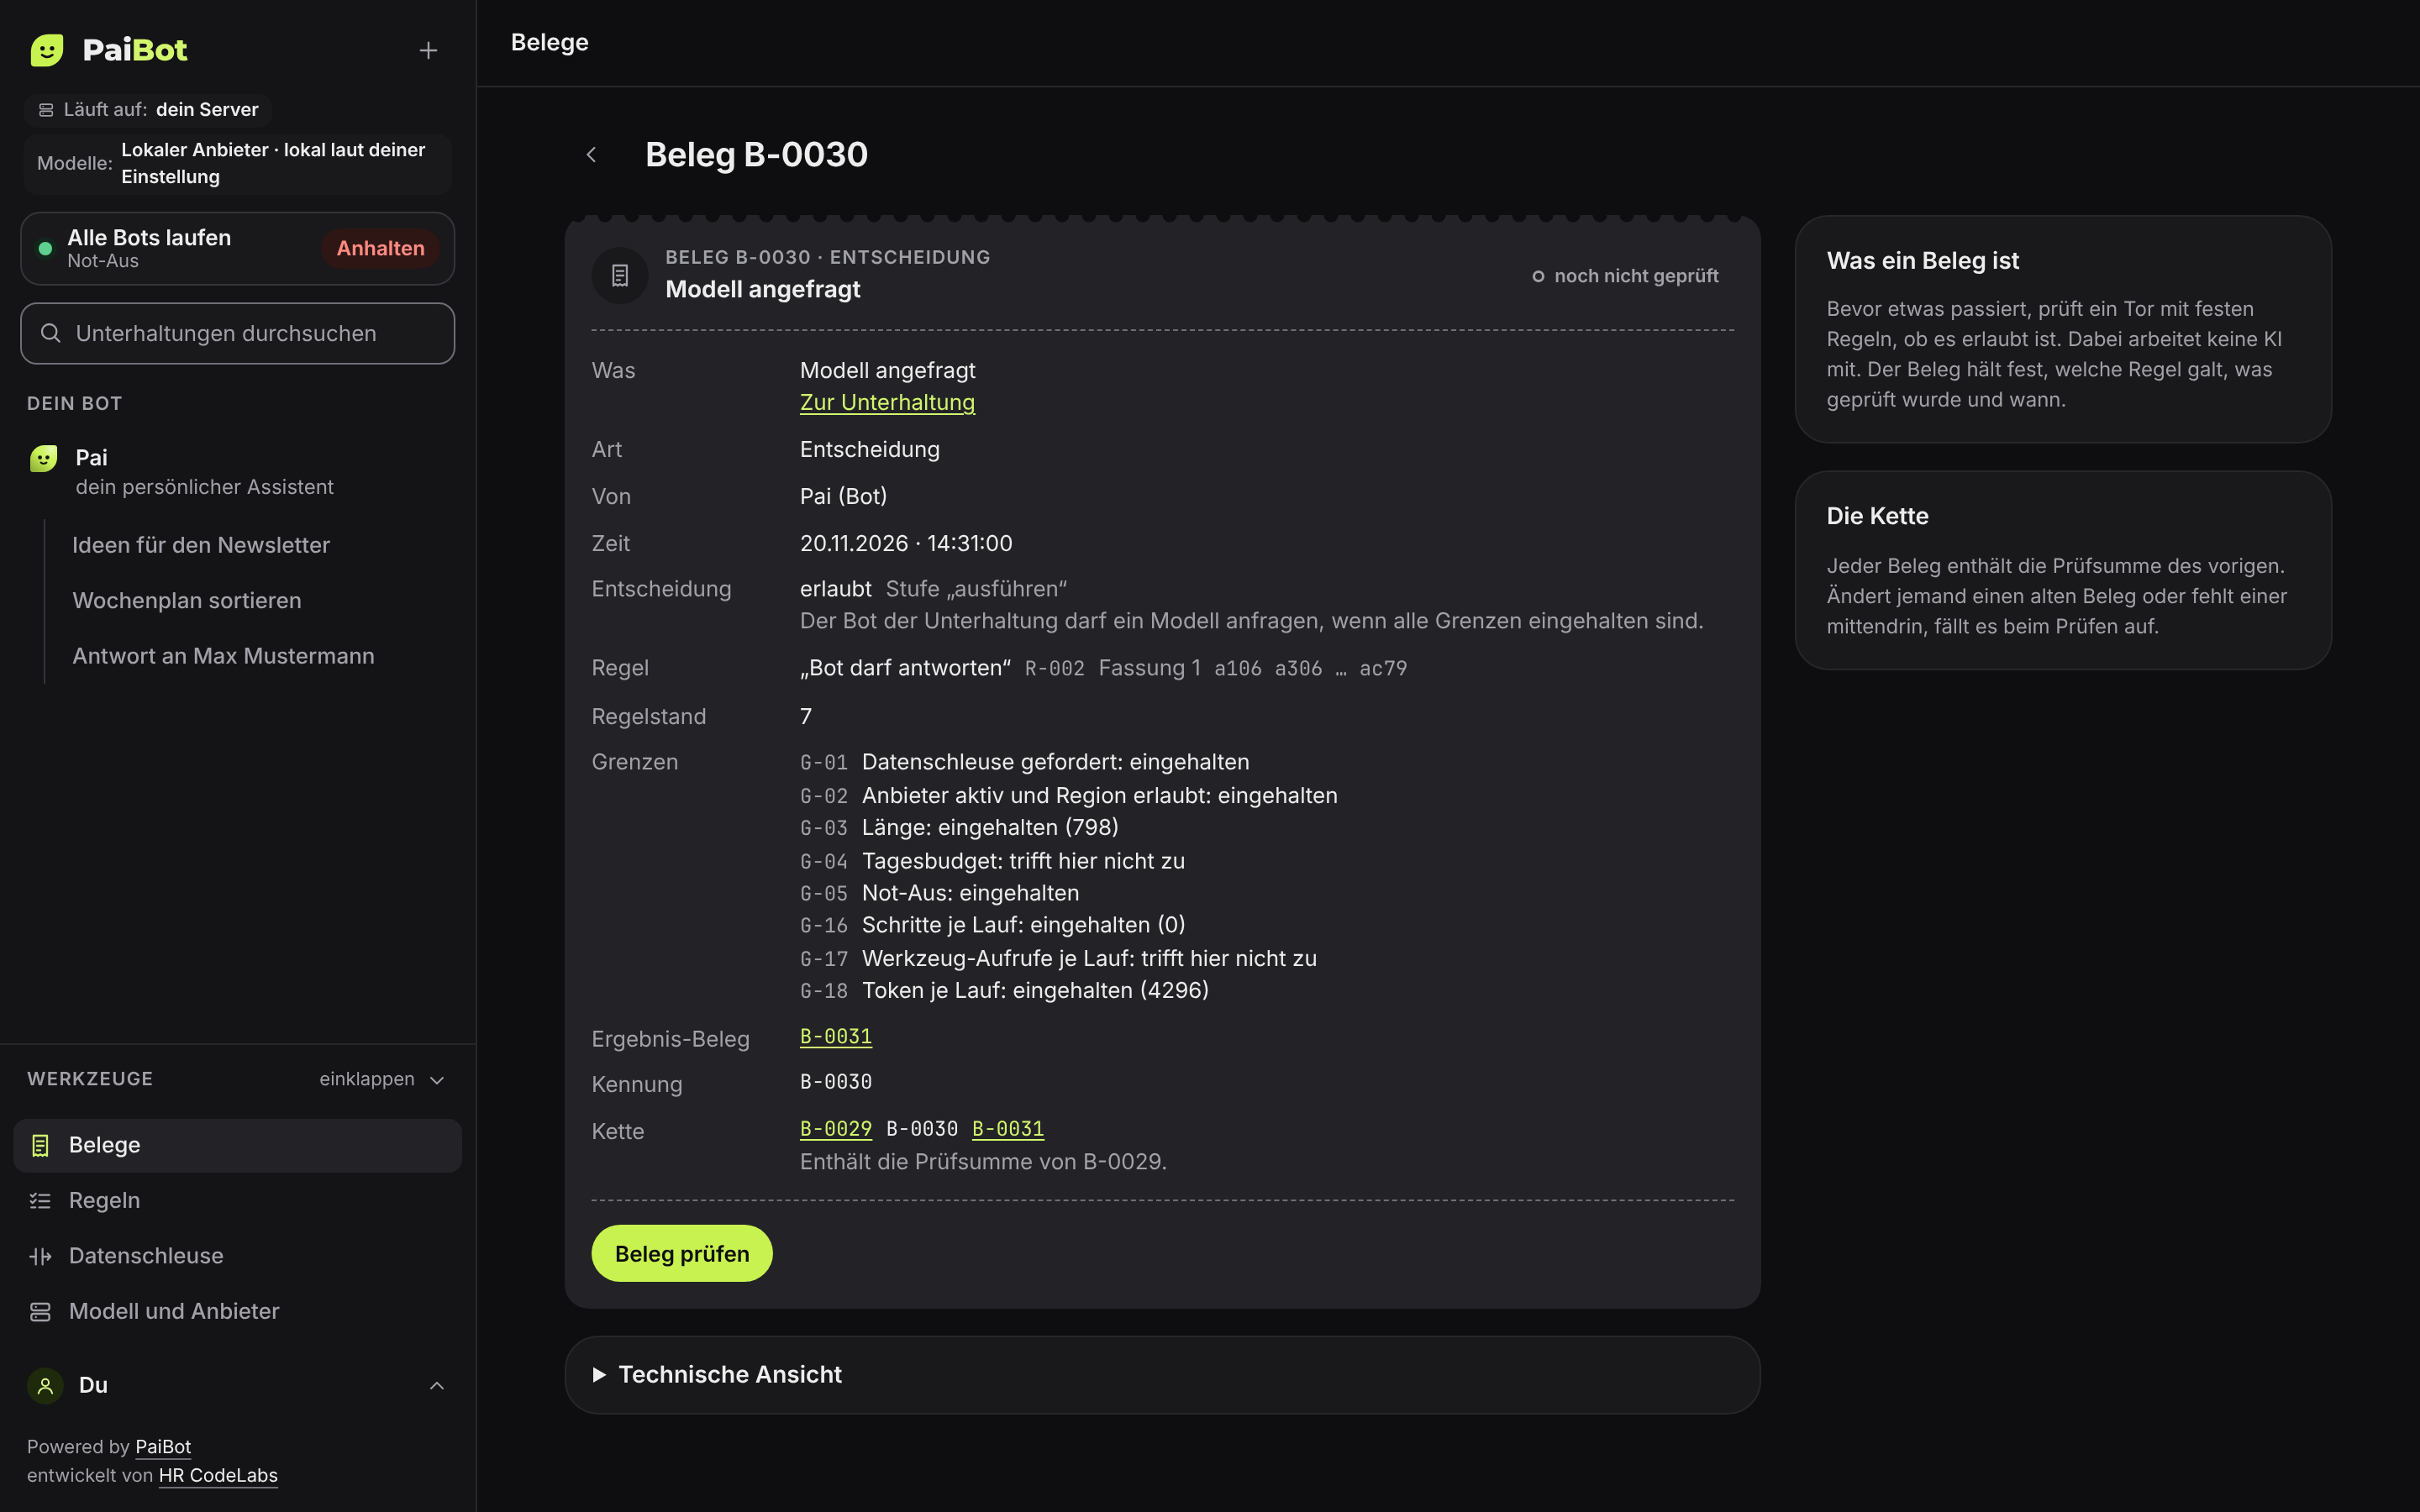 PaiBot
Läuft auf: dein Server
Modelle: Lokaler Anbieter · lokal laut deiner
Einstellung
Alle Bots laufen
Not-Aus
Anhalten
Unterhaltungen durchsuchen
DEIN BOT
Pai
dein persönlicher Assistent
Ideen für den Newsletter
Wochenplan sortieren
Antwort an Max Mustermann
WERKZEUGE
einklappen
Belege
Regeln
Datenschleuse
Modell und Anbieter
Du
Powered by PaiBot
entwickelt von HR CodeLabs
Belege
Beleg B-0030
BELEG B-0030 · ENTSCHEIDUNG
Modell angefragt
noch nicht geprüft
Was
Modell angefragt
Zur Unterhaltung
Art
Entscheidung
Von
Pai (Bot)
Zeit
20.11.2026 · 14:31:00
Entscheidung
erlaubt Stufe „ausführen“
Der Bot der Unterhaltung darf ein Modell anfragen, wenn alle Grenzen eingehalten sind.
Regel
„Bot darf antworten“ R-002 Fassung 1 a106 a306 … ac79
Regelstand
7
Grenzen
G-01 Datenschleuse gefordert: eingehalten
G-02 Anbieter aktiv und Region erlaubt: eingehalten
G-03 Länge: eingehalten (798)
G-04 Tagesbudget: trifft hier nicht zu
G-05 Not-Aus: eingehalten
G-16 Schritte je Lauf: eingehalten (0)
G-17 Werkzeug-Aufrufe je Lauf: trifft hier nicht zu
G-18 Token je Lauf: eingehalten (4296)
Ergebnis-Beleg
B-0031
Kennung
B-0030
Kette
B-0029 B-0030 B-0031
Enthält die Prüfsumme von B-0029.
Beleg prüfen
Technische Ansicht
Was ein Beleg ist
Bevor etwas passiert, prüft ein Tor mit festen
Regeln, ob es erlaubt ist. Dabei arbeitet keine KI
mit. Der Beleg hält fest, welche Regel galt, was
geprüft wurde und wann.
Die Kette
Jeder Beleg enthält die Prüfsumme des vorigen.
Ändert jemand einen alten Beleg oder fehlt einer
mittendrin, fällt es beim Prüfen auf.